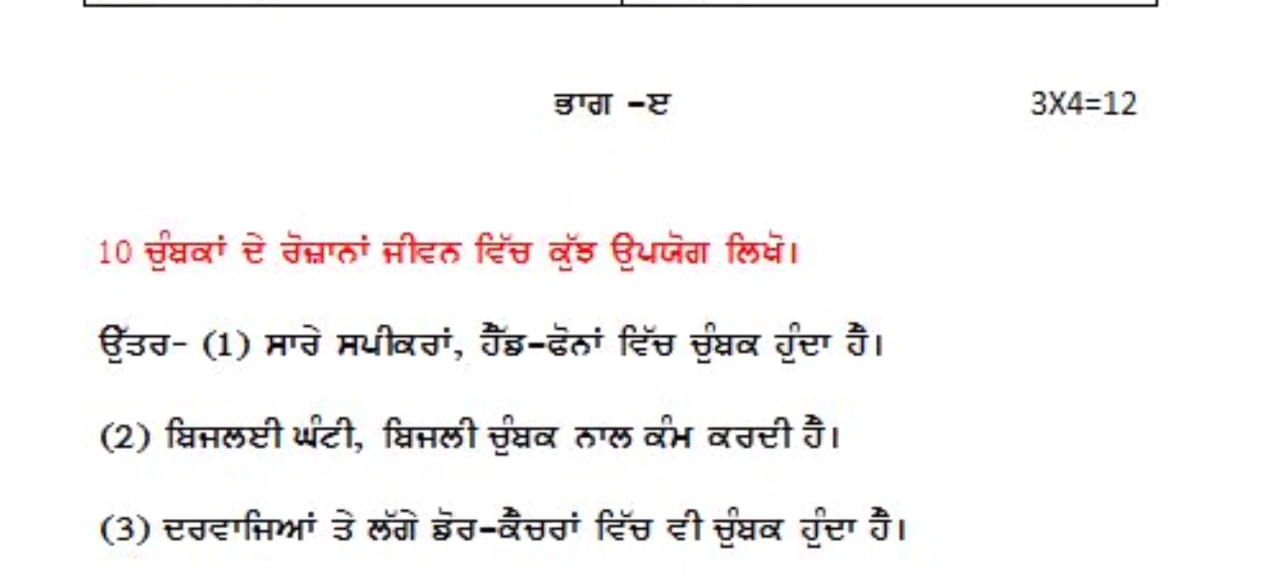 ਭਾਗ -ੲ 3X4=12
10 ਚੁੰਬਕਾਂ ਦੇ ਰੋਜ਼ਾਨਾਂ ਜੀਵਨ ਵਿੱਚ ਕੁੱਝ ਉਪਯੋਗ ਲਿਖੋ।
ਉੱਤਰ- (1) ਸਾਰੇ ਸਪੀਕਰਾਂ, ਹੈੱਡ-ਫੋਨਾਂ ਵਿੱਚ ਚੁੰਬਕ ਹੁੰਦਾ ਹੈ।
(2) ਬਿਜਲਈ ਘੰਟੀ, ਬਿਜਲੀ ਚੁੰਬਕ ਨਾਲ ਕੰਮ ਕਰਦੀ ਹੈ।
(3) ਦਰਵਾਜਿਆਂ ਤੇ ਲੱਗੇ ਡੋਰ-ਕੈਚਰਾਂ ਵਿੱਚ ਵੀ ਚੁੰਬਕ ਹੁੰਦਾ ਹੈ।